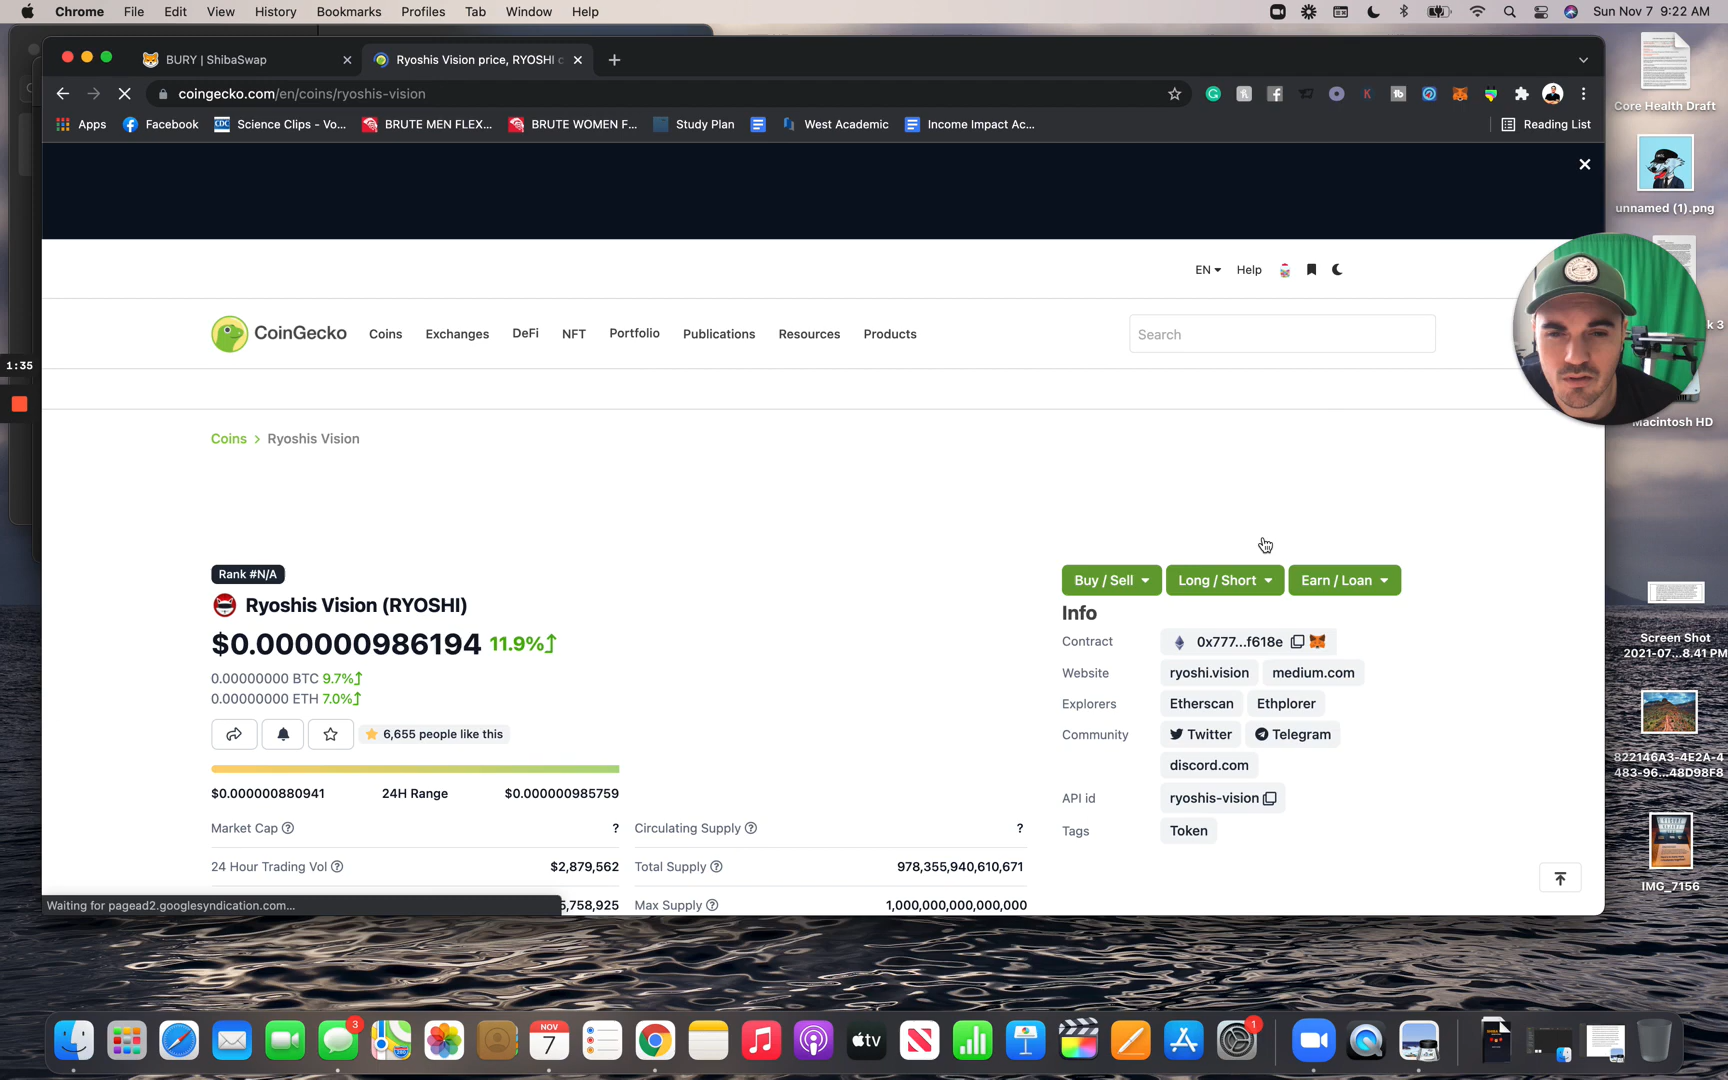 Chrome File Edit View History Bookmarks Profiles Tab Window Help Sun Nov 7 9:22 AM
BURY | ShibaSwap
Ryoshis Vision price, RYOSHI c
coingecko.com/en/coins/ryoshis-vision
Apps Facebook Science Clips - Vo... BRUTE MEN FLEX... BRUTE WOMEN F... Study Plan West Academic Income Impact Ac... Reading List
Core Health Draft
unnamed (1).png
EN Help
CoinGecko Coins Exchanges DeFi NFT Portfolio Publications Resources Products Search
k 3
1:35
Macintosh HD
Coins > Ryoshis Vision
Rank #N/A
Buy / Sell Long / Short Earn / Loan
Ryoshis Vision (RYOSHI)
Info
$0.000000986194 11.9%
Contract 0x777...f618e
0.00000000 BTC 9.7%
Website ryoshi.vision medium.com
0.00000000 ETH 7.0%
Explorers Etherscan Ethplorer
6,655 people like this
Community Twitter Telegram
discord.com
$0.000000880941 24H Range $0.000000985759
API id ryoshis-vision
Market Cap ? Circulating Supply ?
Tags Token
24 Hour Trading Vol $2,879,562 Total Supply 978,355,940,610,671
5,758,925 Max Supply 1,000,000,000,000,000
Waiting for pagead2.googlesyndication.com...
Screen Shot
2021-07...8.41 PM
822146A3-4E2A-4
483-96...48D98F8
IMG_7156
3
NOV
7
tv
1